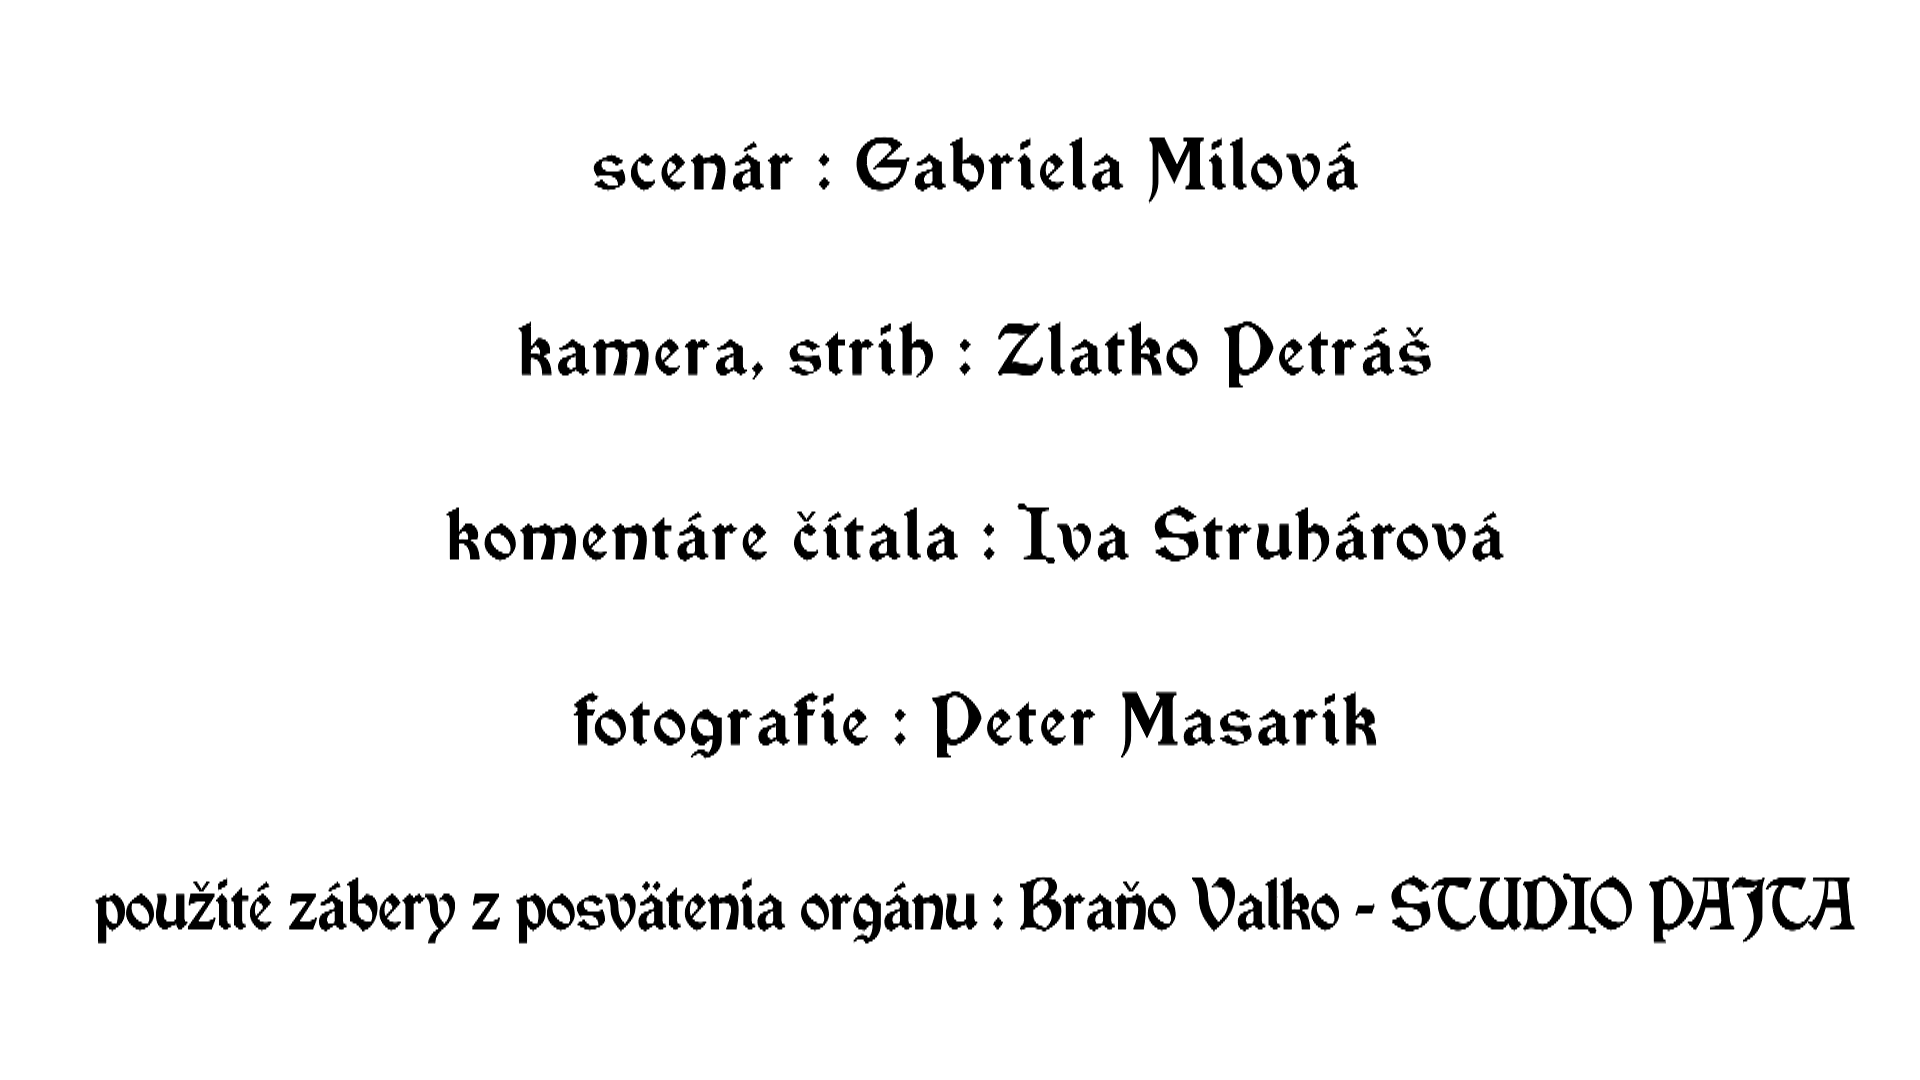 scenár : Gabriela Milová
kamera, strih : Zlatko Petráš
komentáre čítala : Iva Struhárová
fotografie : Peter Masarik
použité zábery z posvätenia orgánu : Braňo Valko - STUDIO PAJTA